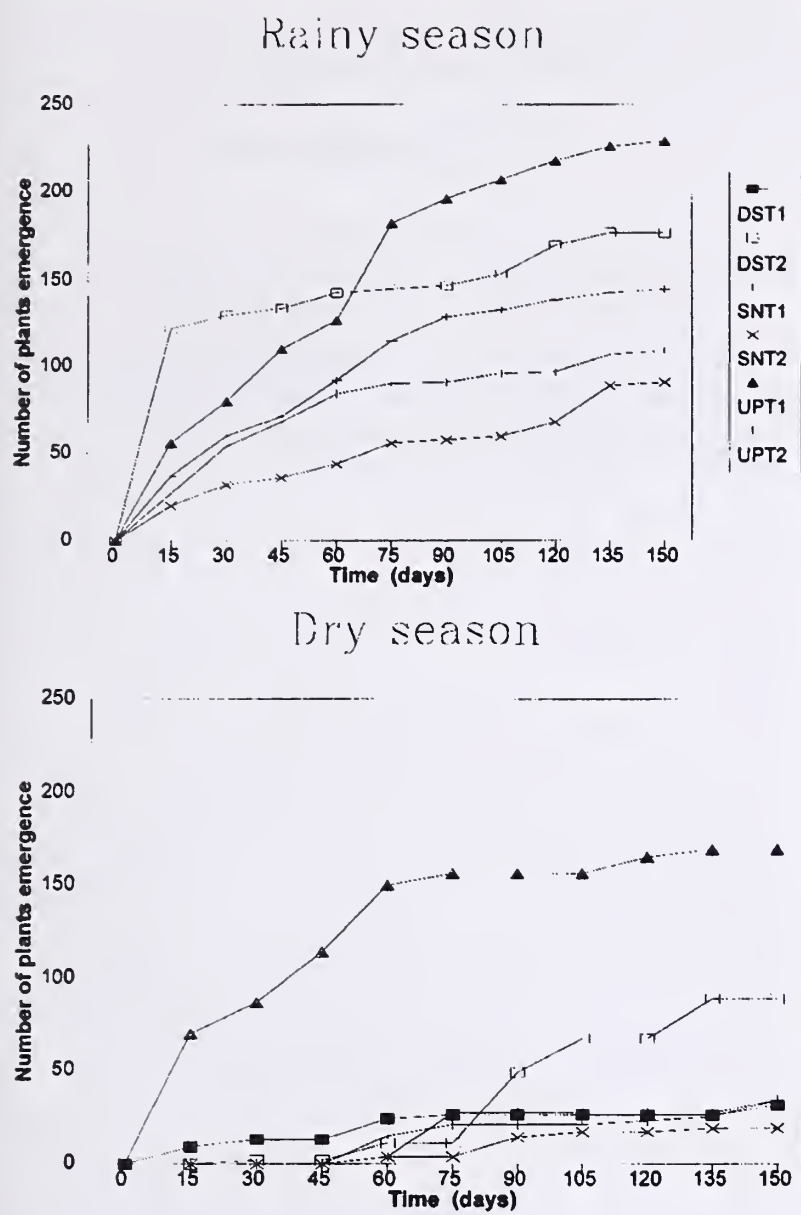 Rainy season
250
200
150
100
50
0
Number of plants emergence
0 15 30 45 60 75 90 105 120 135 150
Time (days)
DST1
DST2
SNT1
SNT2
UPT1
UPT2
Dry season
250
200
150
100
50
0
Number of plants emergence
0 15 30 45 60 75 90 105 120 135 150
Time (days)